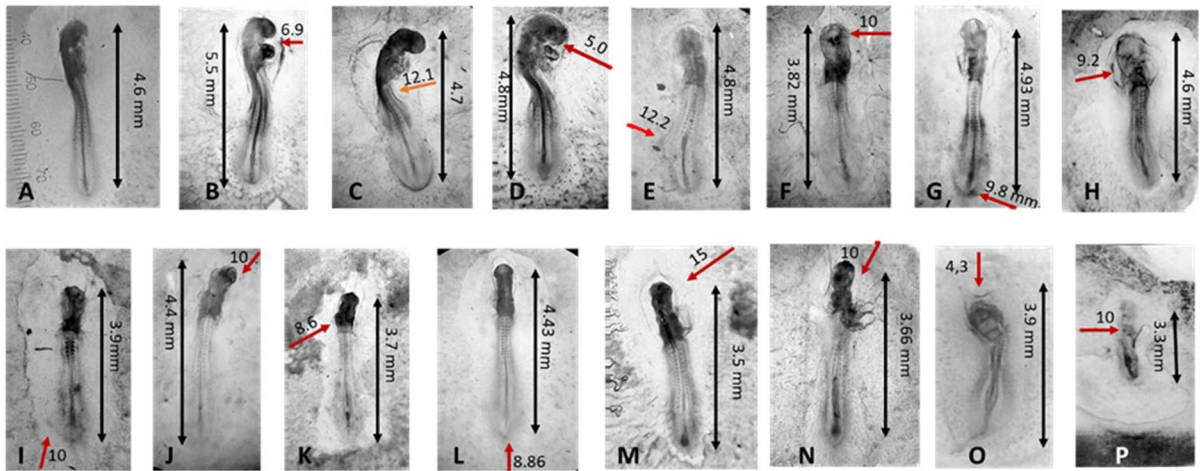 A
40
50
60
70
4.6 mm
B
5.5 mm
6.9
C
12.1
4.7
D
4.8mm
5.0
E
12.2
4.8mm
F
3.82 mm
10
G,
4.93 mm
9.8 mm
H
9.2
4.6 mm
I
10
3.9mm
J
4.4 mm
10
K
8.6
3.7 mm
L
4.43 mm
8.86
M
15
3.5 mm
N
10
3.66 mm
O
4,3
3.9 mm
P
10
3.3mm